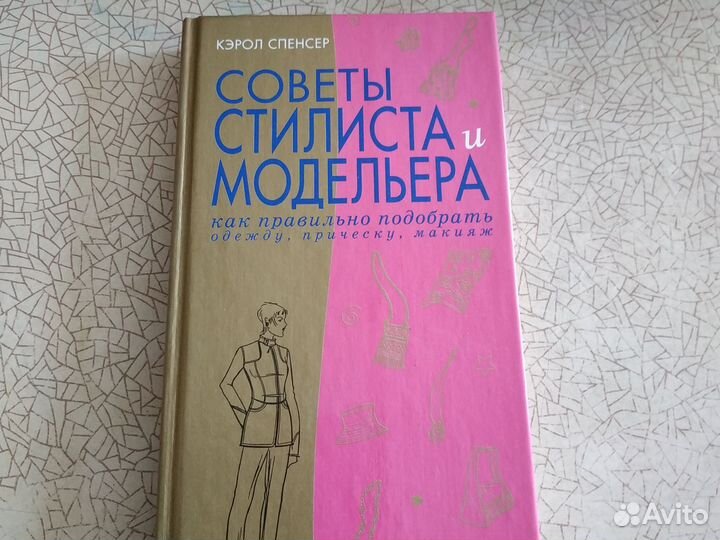 КЭРОЛ СПЕНСЕР
СОВЕТЫ
СТИЛИСТА и
МОДЕЛЬЕРА
как правильно подобрать
одежду, прическу, макияж
Avito